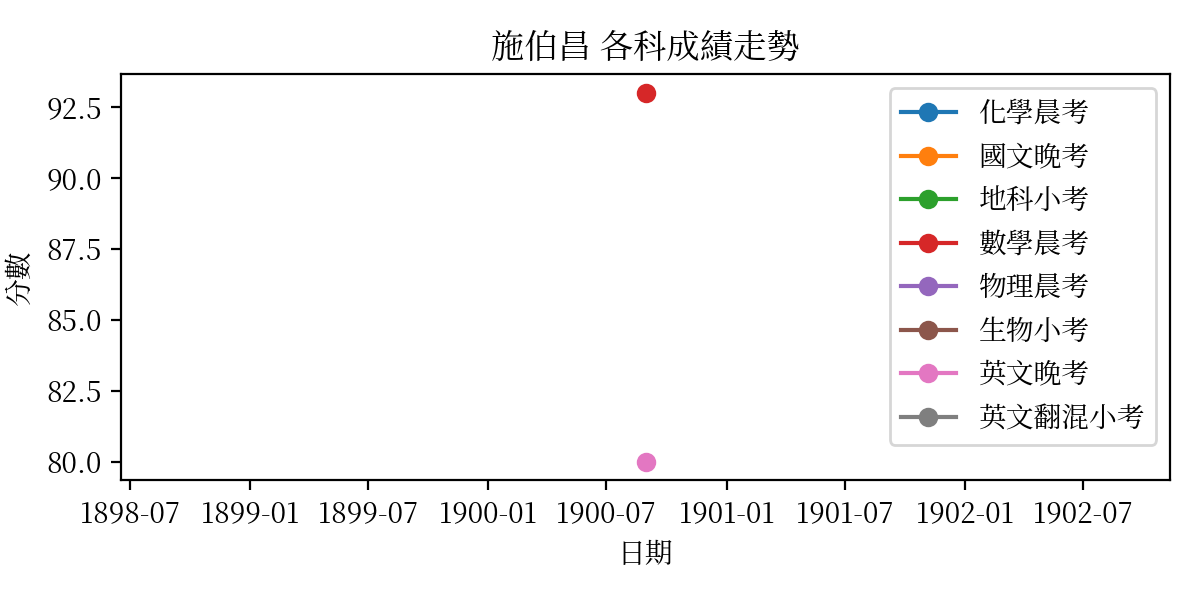 施伯昌 各科成績走勢
分數
92.5
90.0
87.5
85.0
82.5
80.0
化學晨考
國文晚考
地科小考
數學晨考
物理晨考
生物小考
英文晚考
英文翻混小考
1898-07 1899-01 1899-07 1900-01 1900-07 1901-01 1901-07 1902-01 1902-07
日期